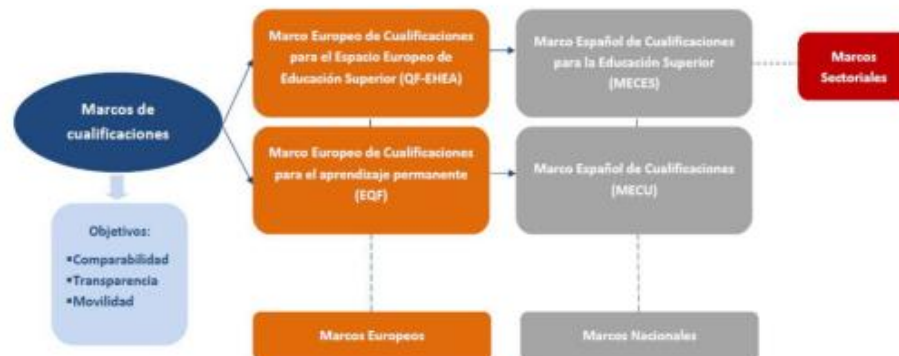 Marcos de
cualificaciones
Objetivos:
▪Comparabilidad
▪Transparencia
▪Movilidad
Marco Europeo de Cualificaciones
para el Espacio Europeo de
Educación Superior (QF-EHEA)
Marco Europeo de Cualificaciones
para el aprendizaje permanente
(EQF)
Marcos Europeos
Marco Español de Cualificaciones
para la Educación Superior
(MECES)
Marco Español de Cualificaciones
(MECU)
Marcos Nacionales
Marcos
Sectoriales